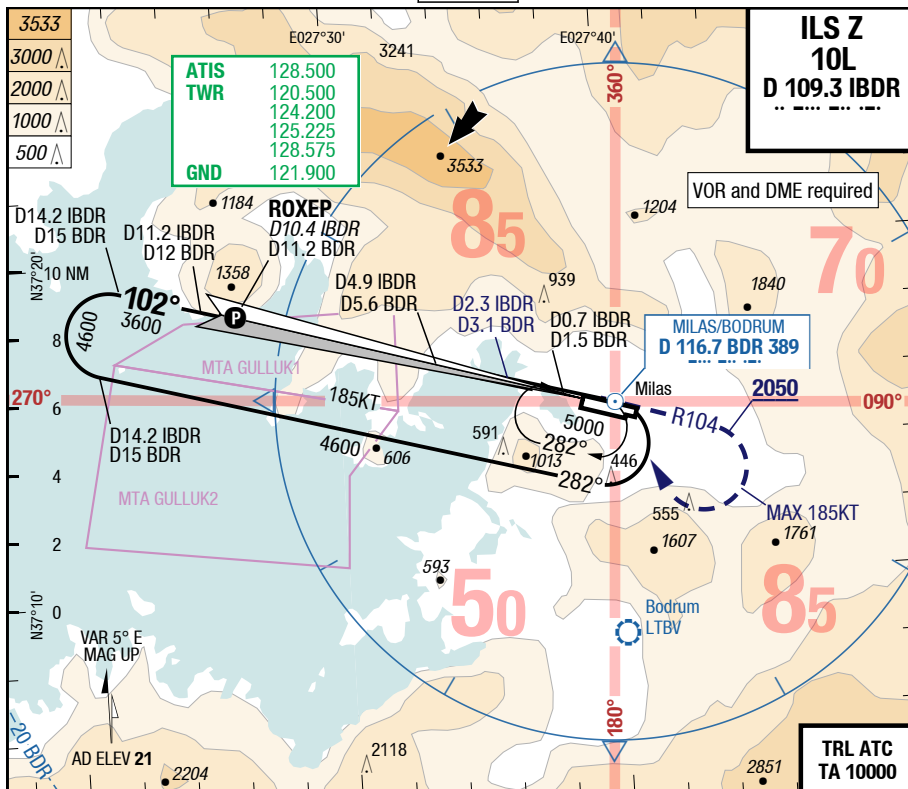 3533
3000
2000
1000
500
E027°30'
3241
E027°40'
ILS Z
10L
D 109.3 IBDR
ATIS 128.500
TWR 120.500
124.200
125.225
128.575
GND 121.900
360°
3533
VOR and DME required
1184
1204
85
70
D14.2 IBDR
D15 BDR
D11.2 IBDR
D12 BDR
ROXEP
D10.4 IBDR
D11.2 BDR
N37°20'
10 NM
1358
D4.9 IBDR
D5.6 BDR
939
1840
102°
3600
P
D2.3 IBDR
D3.1 BDR
D0.7 IBDR
D1.5 BDR
MILAS/BODRUM
D 116.7 BDR 389
4600
8
MTA GULLUK1
185KT
Milas
2050
270°
090°
6
R104
5000
D14.2 IBDR
D15 BDR
4600
606
591
282°
1013
446
4
282°
MTA GULLUK2
555
MAX 185KT
2
1607
1761
593
50
85
N37°10'
0
Bodrum
LTBV
VAR 5° E
MAG UP
180°
20 BDR
AD ELEV 21
2118
2204
2851
TRL ATC
TA 10000